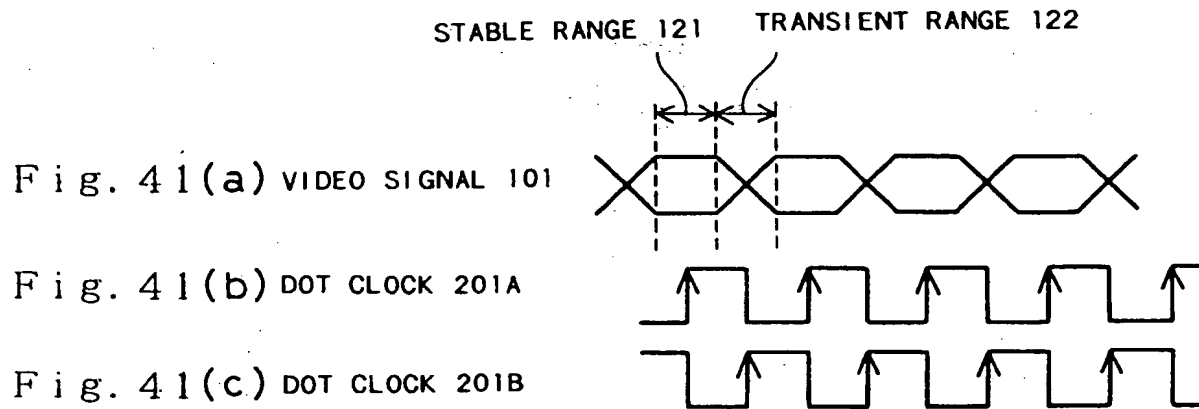 STABLE RANGE 121
TRANSIENT RANGE 122
Fig. 41(a) VIDEO SIGNAL 101
Fig. 41(b) DOT CLOCK 201A
Fig. 41(c) DOT CLOCK 201B